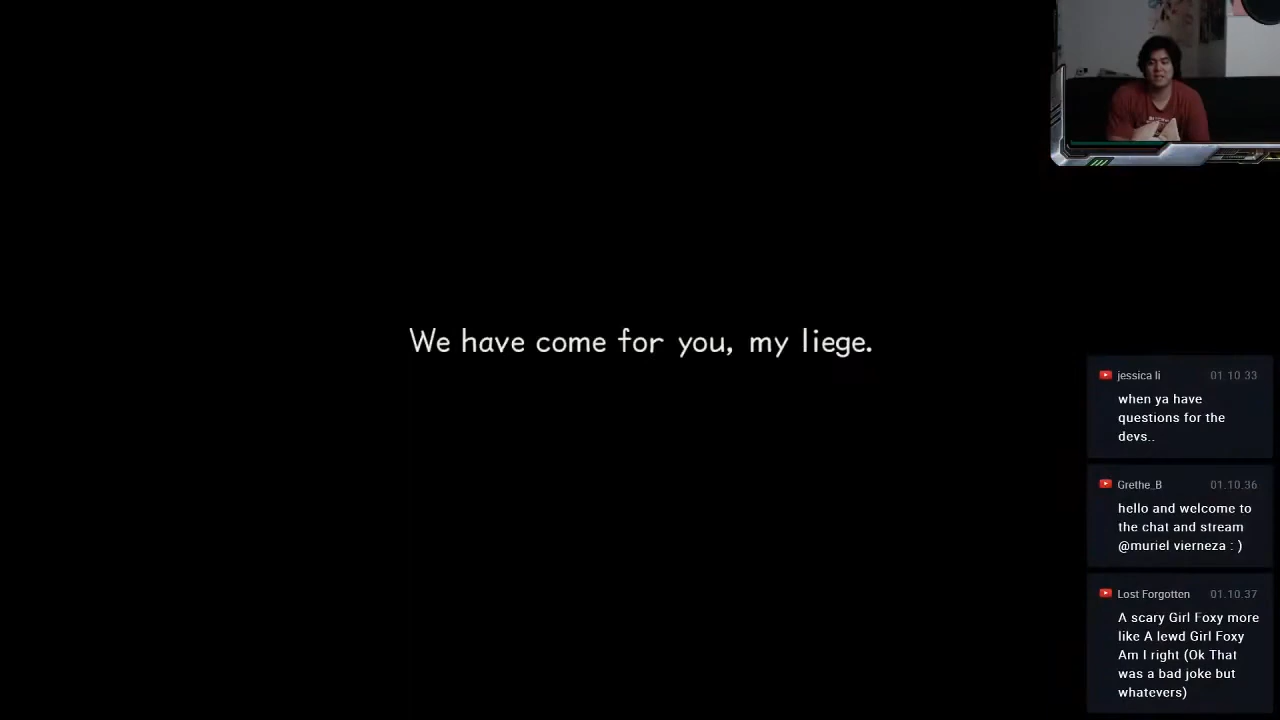 We have come for you, my liege.
jessica li 01 10 33
when ya have
questions for the
devs..
Grethe_B 01.10.36
hello and welcome to
the chat and stream
@muriel vierneza : )
Lost Forgotten 01.10.37
A scary Girl Foxy more
like A lewd Girl Foxy
Am I right (Ok That
was a bad joke but
whatevers)